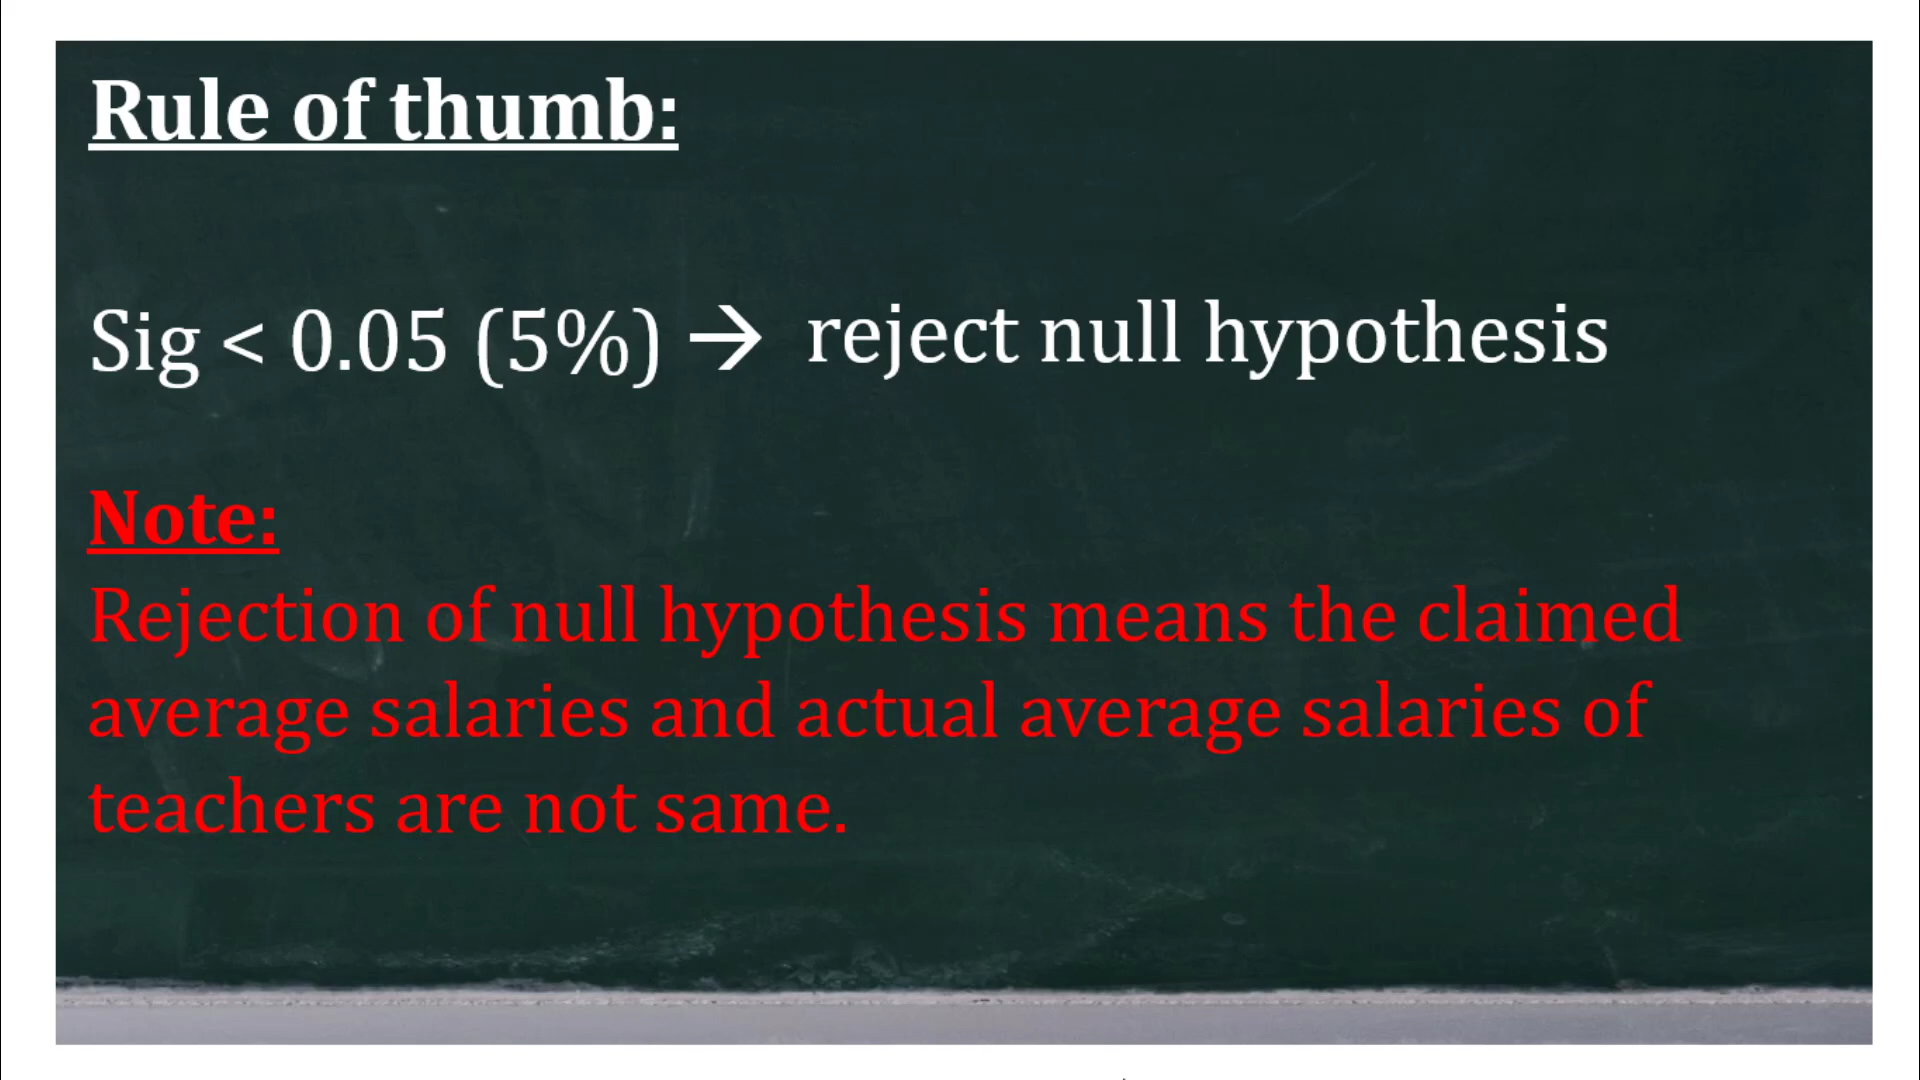 Rule of thumb:
Sig < 0.05 (5%) → reject null hypothesis
Note:
Rejection of null hypothesis means the claimed
average salaries and actual average salaries of
teachers are not same.